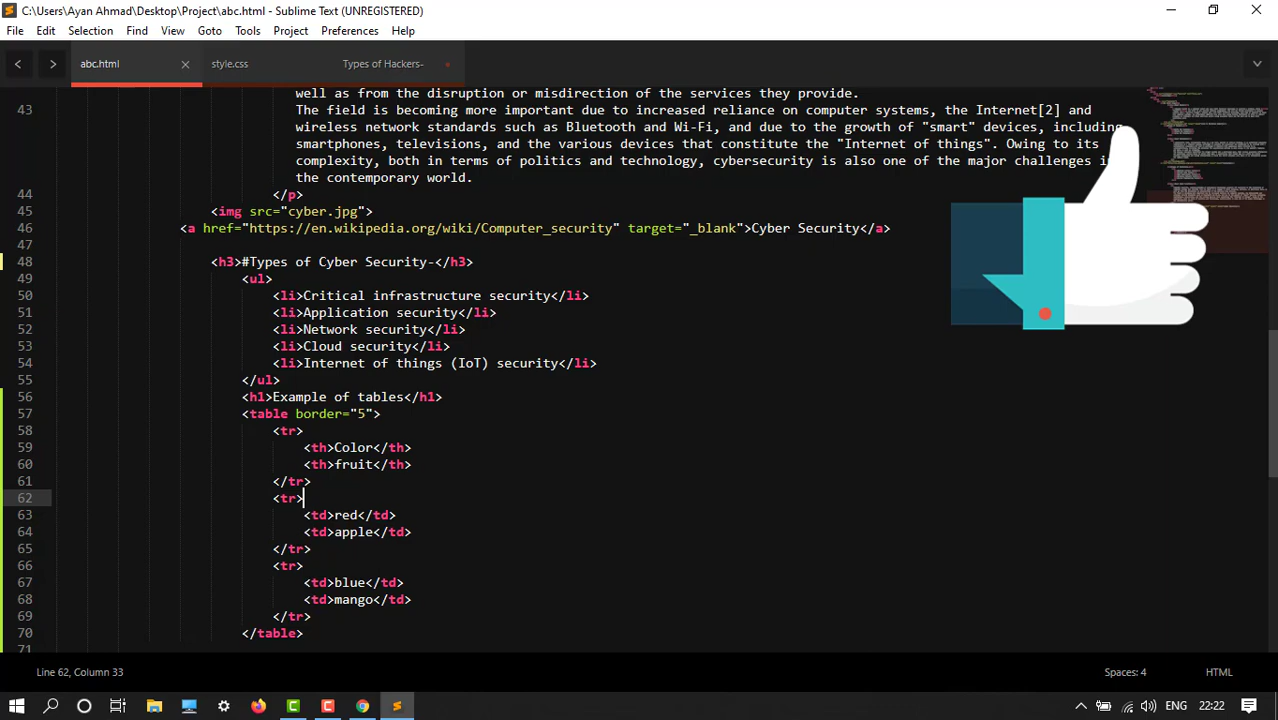 C:\Users\Ayan Ahmad\Desktop\Project\abc.html - Sublime Text (UNREGISTERED)
File Edit Selection Find View Goto Tools Project Preferences Help
abc.html style.css Types of Hackers-
well as from the disruption or misdirection of the services they provide.
43 The field is becoming more important due to increased reliance on computer systems, the Internet[2] and
wireless network standards such as Bluetooth and Wi-Fi, and due to the growth of "smart" devices, including
smartphones, televisions, and the various devices that constitute the "Internet of things". Owing to its
complexity, both in terms of politics and technology, cybersecurity is also one of the major challenges in
the contemporary world.
44 </p>
45 <img src="cyber.jpg">
46 <a href="https://en.wikipedia.org/wiki/Computer_security" target="_blank">Cyber Security</a>
47
48 <h3>#Types of Cyber Security-</h3>
49 <ul>
50 <li>Critical infrastructure security</li>
51 <li>Application security</li>
52 <li>Network security</li>
53 <li>Cloud security</li>
54 <li>Internet of things (IoT) security</li>
55 </ul>
56 <h1>Example of tables</h1>
57 <table border="5">
58 <tr>
59 <th>Color</th>
60 <th>fruit</th>
61 </tr>
62 <tr>
63 <td>red</td>
64 <td>apple</td>
65 </tr>
66 <tr>
67 <td>blue</td>
68 <td>mango</td>
69 </tr>
70 </table>
71
Line 62, Column 33 Spaces: 4 HTML
ENG 22:22